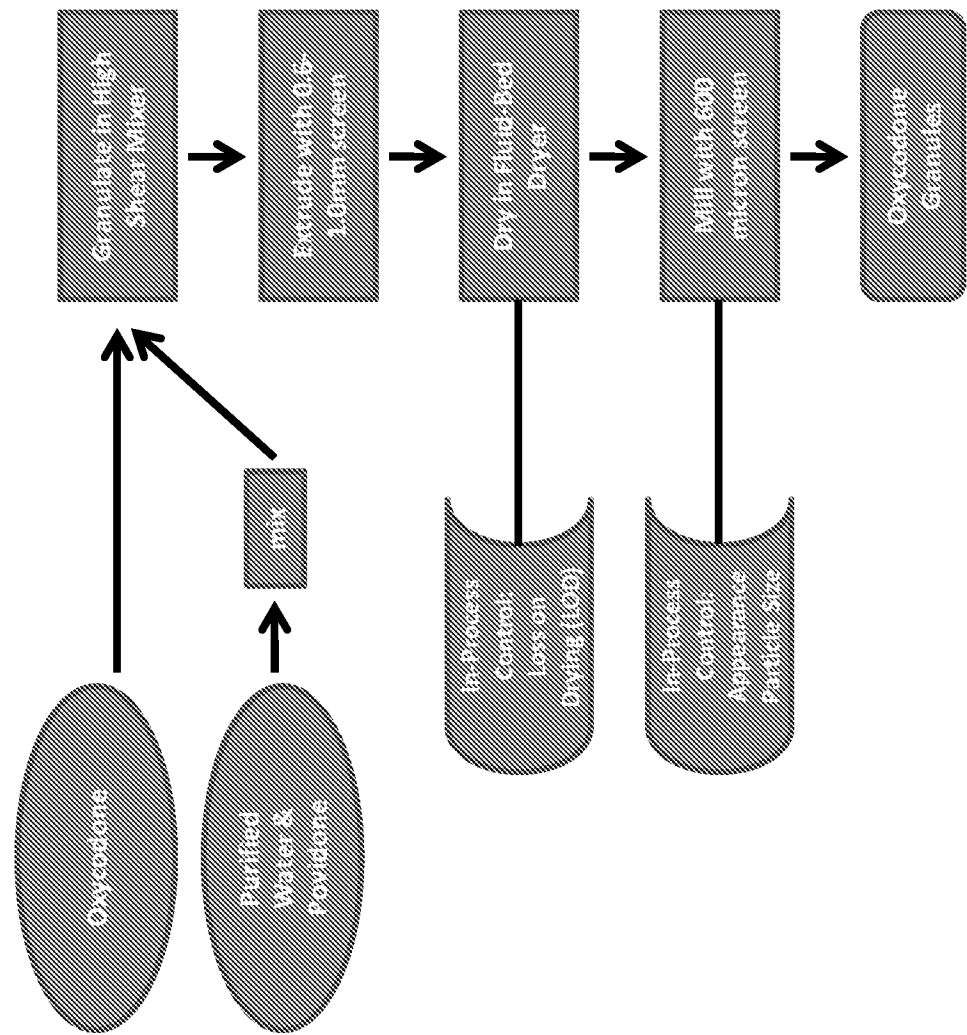 Oxycodone
Purified
Water &
Povidone
mix
Granulate in High
Shear Mixer
Extrude with 0.6-
1.0mm screen
Dry in Fluid Bed
Dryer
In-Process
Control:
Loss on
Drying (LOD)
Mill with 600
micron screen
In-Process
Control:
Appearance
Particle Size
Oxycodone
Granules